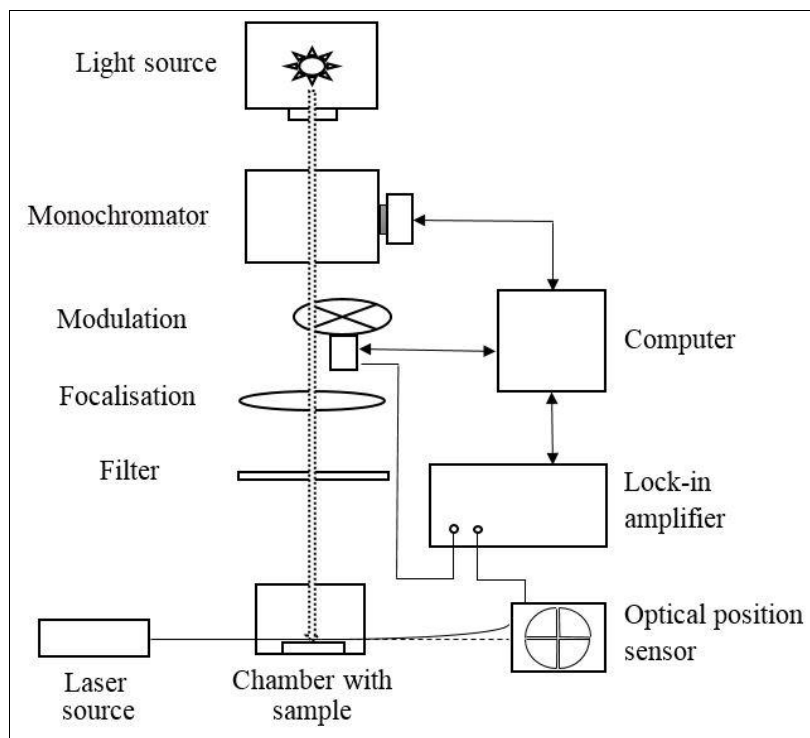 Light source
Monochromator
Modulation
Computer
Focalisation
Filter
Lock-in
amplifier
Optical position
sensor
Laser
source
Chamber with
sample